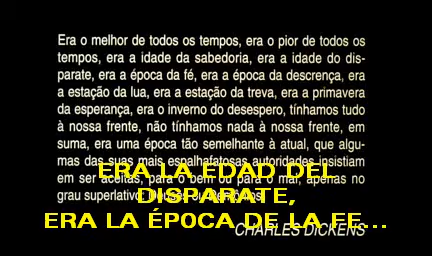 Era o melhor de todos os tempos, era o pior de todos os
tempos, era a idade da sabedoria, era a idade do dis-
parate, era a época da fé, era a época da descrença, era
a estação da lua, era a estação da treva, era a primavera
da esperança, era o inverno do desespero, tínhamos tudo
à nossa frente, não tínhamos nada à nossa frente, em
suma, era uma época tão semelhante à atual, que algu-
mas das suas mais espalhafatosas autoridades insistiam
em ser aceitas, para o bem ou para o mar, apenas no
grau superlativo:
ERA LA EDAD DEL
DISPARATE,
ERA LA ÉPOCA DE LA FE...
CHARLES DICKENS